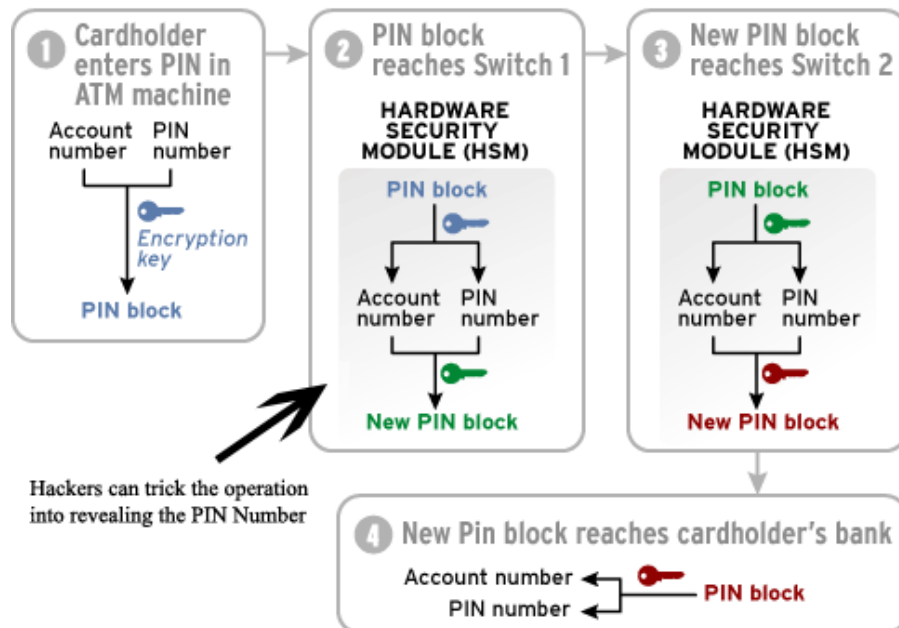 1 Cardholder
enters PIN in
ATM machine
Account number
PIN number
Encryption
key
PIN block
2 PIN block
reaches Switch 1
HARDWARE
SECURITY
MODULE (HSM)
PIN block
Account number
PIN number
New PIN block
3 New PIN block
reaches Switch 2
HARDWARE
SECURITY
MODULE (HSM)
PIN block
Account number
PIN number
New PIN block
Hackers can trick the operation
into revealing the PIN Number
4 New Pin block reaches cardholder's bank
Account number
PIN number
PIN block